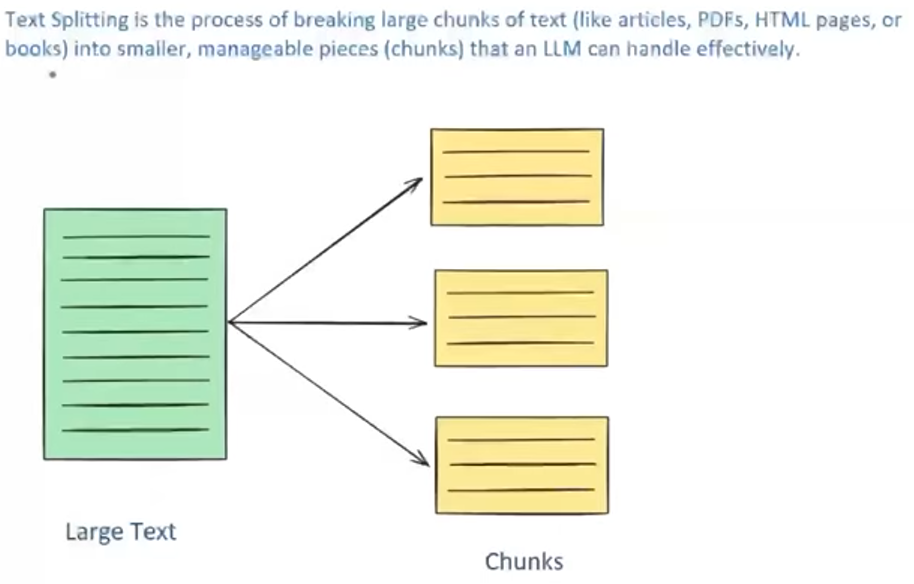 Text Splitting is the process of breaking large chunks of text (like articles, PDFs, HTML pages, or
books) into smaller, manageable pieces (chunks) that an LLM can handle effectively.
Large Text
Chunks